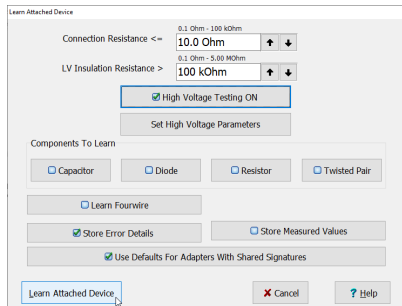 Learn Attached Device
0.1 Ohm - 100 kOhm
Connection Resistance <= 10.0 Ohm
0.1 Ohm - 5.00 MOhm
LV Insulation Resistance > 100 kOhm
High Voltage Testing ON
Set High Voltage Parameters
Components To Learn
Capacitor Diode Resistor Twisted Pair
Learn Fourwire
Store Error Details Store Measured Values
Use Defaults For Adapters With Shared Signatures
Learn Attached Device Cancel ? Help